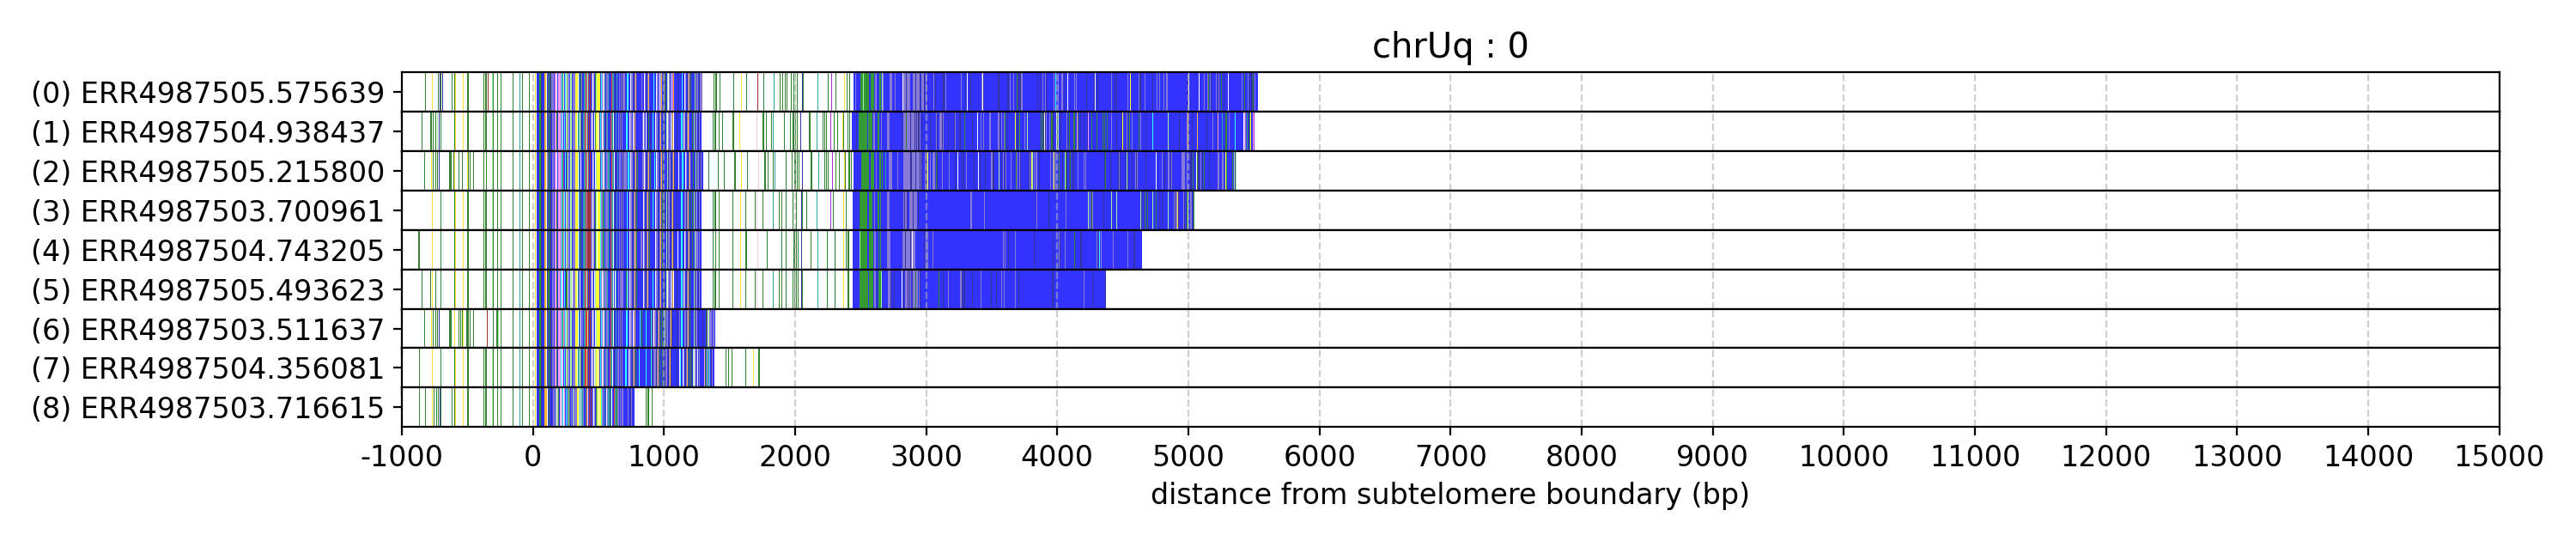 chrUq : 0
(0) ERR4987505.575639
(1) ERR4987504.938437
(2) ERR4987505.215800
(3) ERR4987503.700961
(4) ERR4987504.743205
(5) ERR4987505.493623
(6) ERR4987503.511637
(7) ERR4987504.356081
(8) ERR4987503.716615
-1000 0 1000 2000 3000 4000 5000 6000 7000 8000 9000 10000 11000 12000 13000 14000 15000
distance from subtelomere boundary (bp)